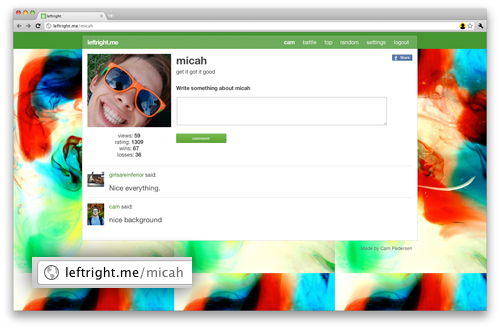 leftright.me
leftright.me/micah
leftright.me
cam battle top random settings logout
micah
Share
get it got it good
Write something about micah
comment
views: 59
rating: 1309
wins: 67
losses: 36
girlsaxinferior said:
Nice everything.
cam said:
nice background
Made by Cam Pedersen
leftright.me/micah